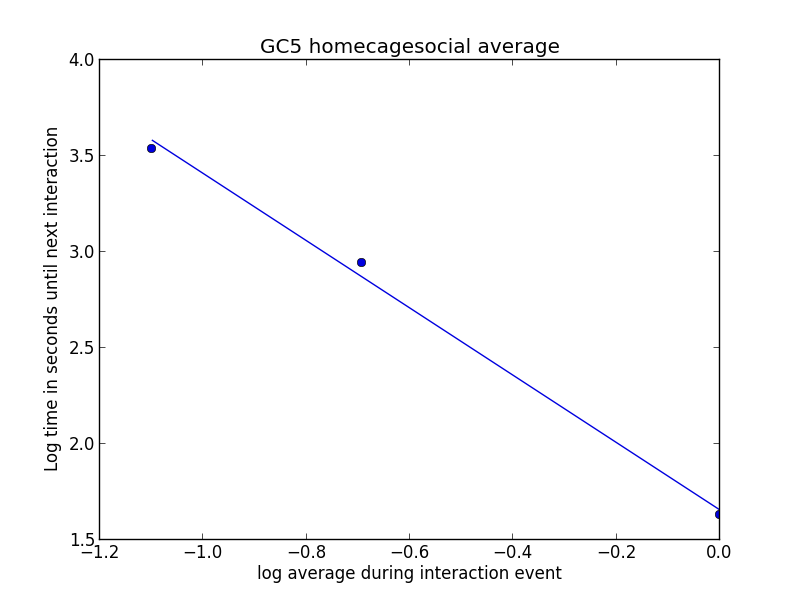 GC5 homecagesocial average
4.0
3.5
3.0
2.5
2.0
1.5
Log time in seconds until next interaction
−1.2 −1.0 −0.8 −0.6 −0.4 −0.2 0.0
log average during interaction event